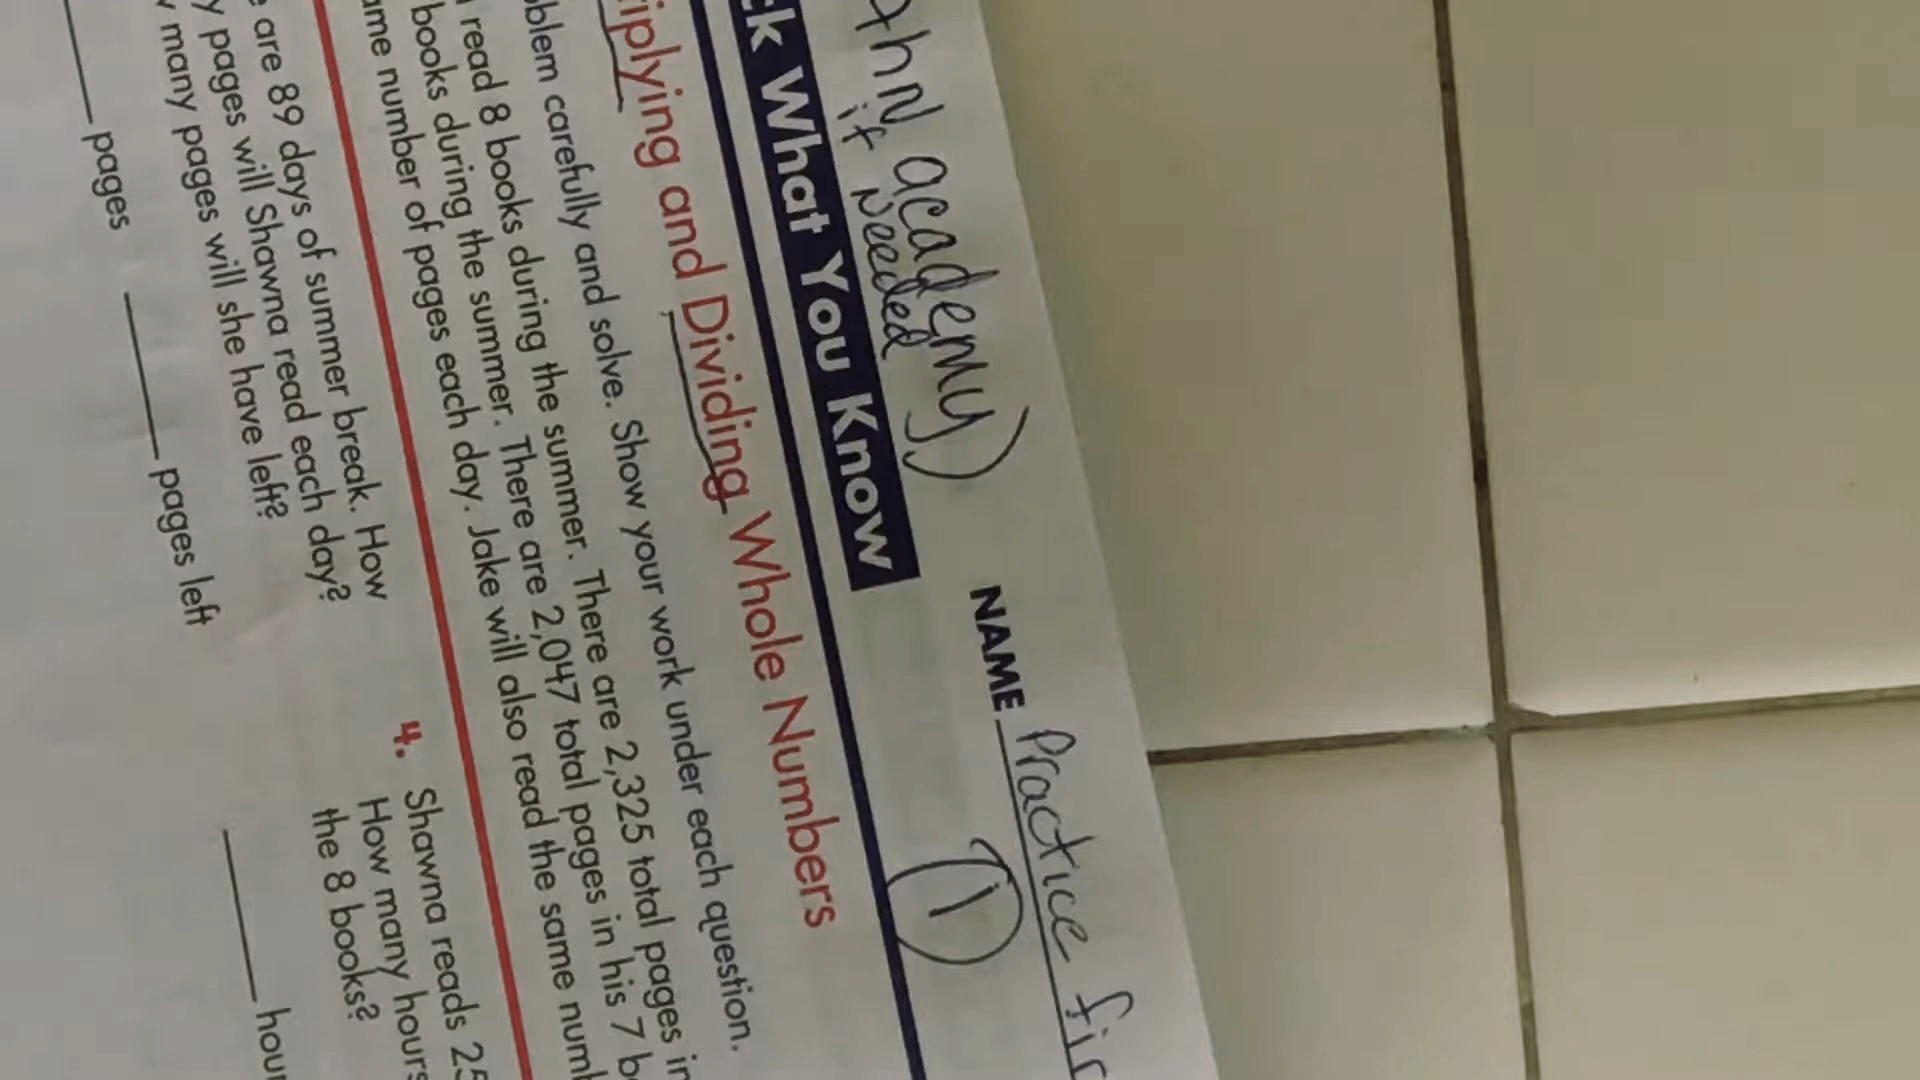 academy)
if Needed
NAME Practice
1
What You Know
iplying and Dividing Whole Numbers
blem carefully and solve. Show your work under each question.
read 8 books during the summer. There are 2,325 total pages in
books during the summer. There are 2,047 total pages in his 7 b
ame number of pages each day. Jake will also read the same numb
are 89 days of summer break. How
y pages will Shawna read each day?
many pages will she have left?
pages
pages left
4. Shawna reads 25
How many hours
the 8 books?
hour